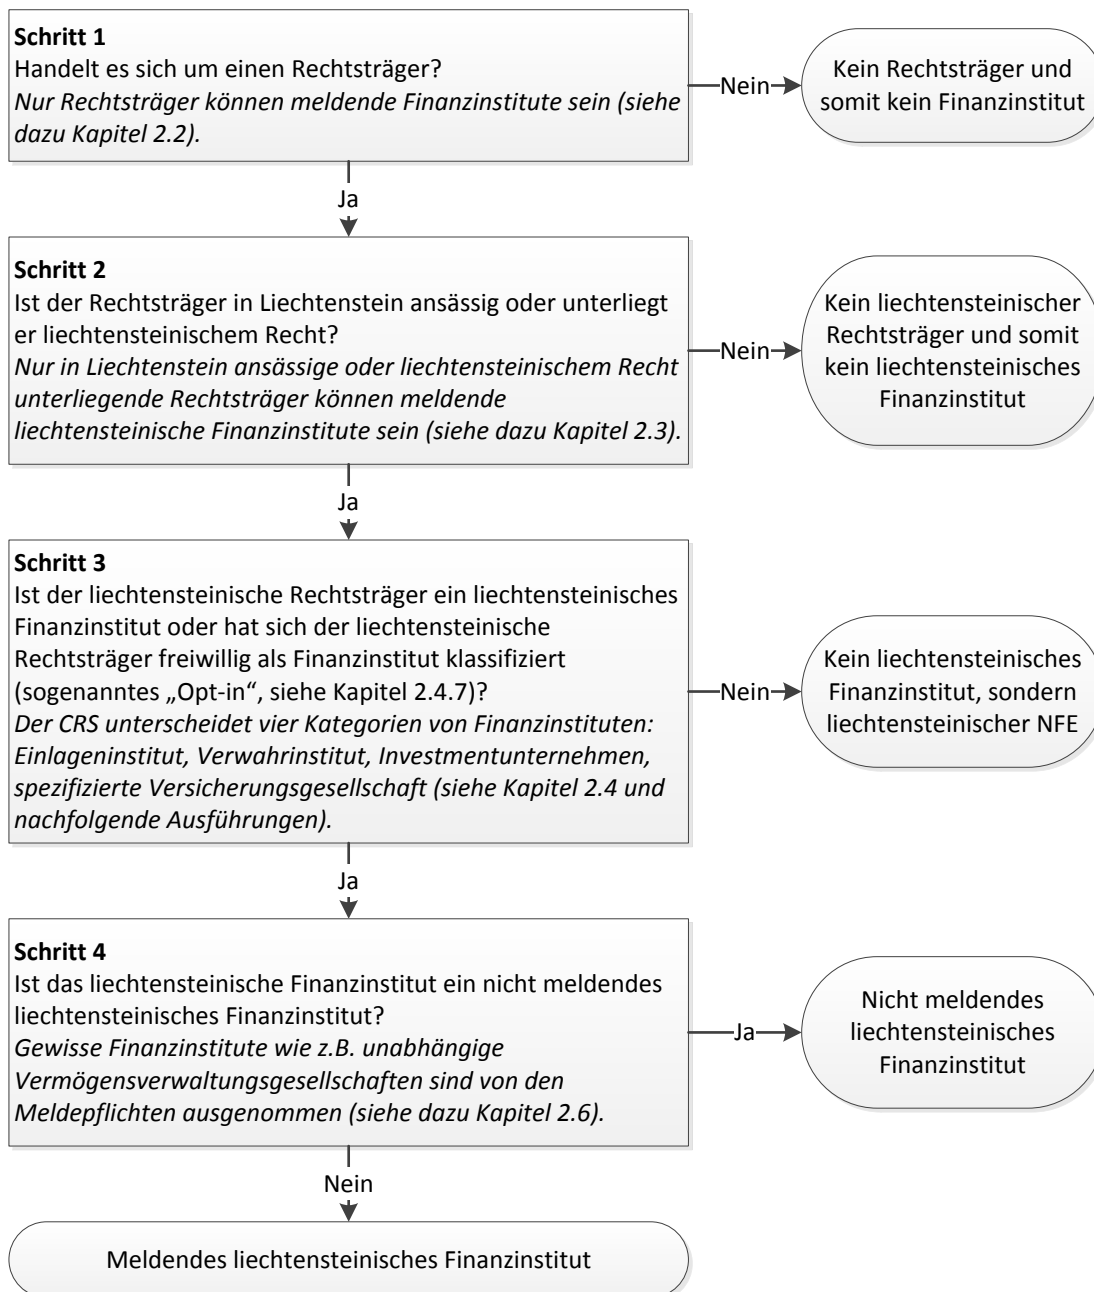 Schritt 1
Handelt es sich um einen Rechtsträger?
Nur Rechtsträger können meldende Finanzinstitute sein (siehe
dazu Kapitel 2.2).
Nein
Kein Rechtsträger und
somit kein Finanzinstitut
Ja
Schritt 2
Ist der Rechtsträger in Liechtenstein ansässig oder unterliegt
er liechtensteinischem Recht?
Nur in Liechtenstein ansässige oder liechtensteinischem Recht
unterliegende Rechtsträger können meldende
liechtensteinische Finanzinstitute sein (siehe dazu Kapitel 2.3).
Nein
Kein liechtensteinischer
Rechtsträger und somit
kein liechtensteinisches
Finanzinstitut
Ja
Schritt 3
Ist der liechtensteinische Rechtsträger ein liechtensteinisches
Finanzinstitut oder hat sich der liechtensteinische
Rechtsträger freiwillig als Finanzinstitut klassifiziert
(sogenanntes „Opt-in“, siehe Kapitel 2.4.7)?
Der CRS unterscheidet vier Kategorien von Finanzinstituten:
Einlageninstitut, Verwahrinstitut, Investmentunternehmen,
spezifizierte Versicherungsgesellschaft (siehe Kapitel 2.4 und
nachfolgende Ausführungen).
Nein
Kein liechtensteinisches
Finanzinstitut, sondern
liechtensteinischer NFE
Ja
Schritt 4
Ist das liechtensteinische Finanzinstitut ein nicht meldendes
liechtensteinisches Finanzinstitut?
Gewisse Finanzinstitute wie z.B. unabhängige
Vermögensverwaltungsgesellschaften sind von den
Meldepflichten ausgenommen (siehe dazu Kapitel 2.6).
Ja
Nicht meldendes
liechtensteinisches
Finanzinstitut
Nein
Meldendes liechtensteinisches Finanzinstitut